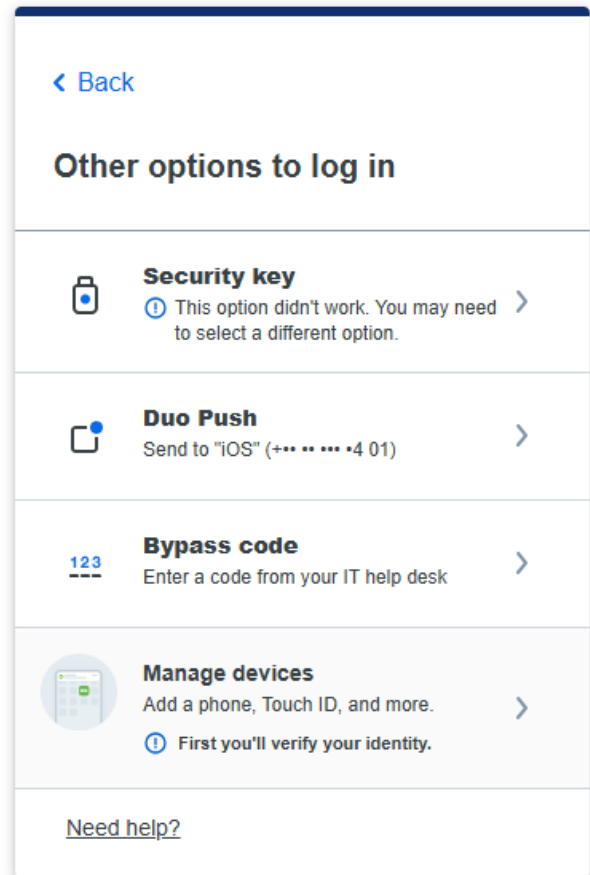 Back
Other options to log in
Security key
This option didn't work. You may need
to select a different option.
Duo Push
Send to "iOS" (+•• •• ••• •4 01)
123
Bypass code
Enter a code from your IT help desk
Manage devices
Add a phone, Touch ID, and more.
First you'll verify your identity.
Need help?